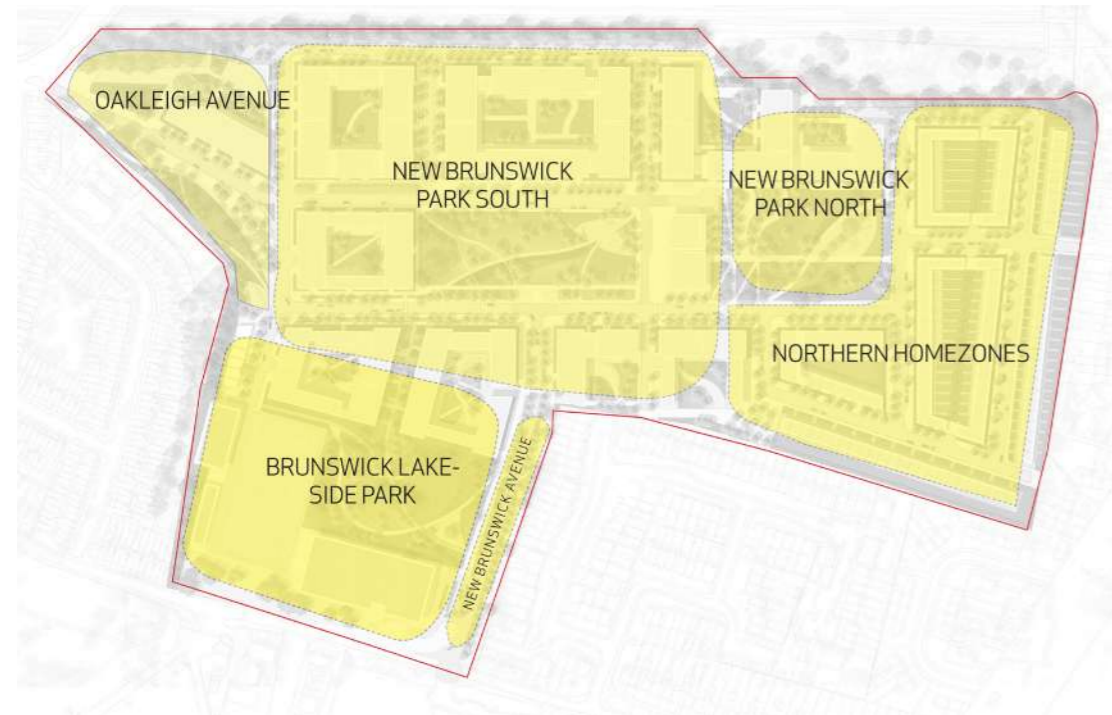 OAKLEIGH AVENUE
NEW BRUNSWICK
PARK SOUTH
NEW BRUNSWICK
PARK NORTH
NORTHERN HOMEZONES
BRUNSWICK LAKE-
SIDE PARK
NEW BRUNSWICK AVENUE